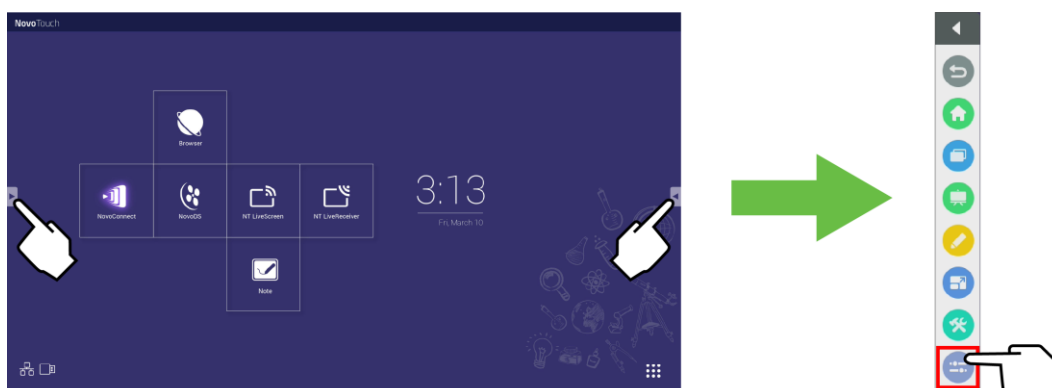 NovoTouch
Browser
NovoConnect
NovoDS
NT LiveScreen
NT LiveReceiver
3:13
Fri, March 10
Note